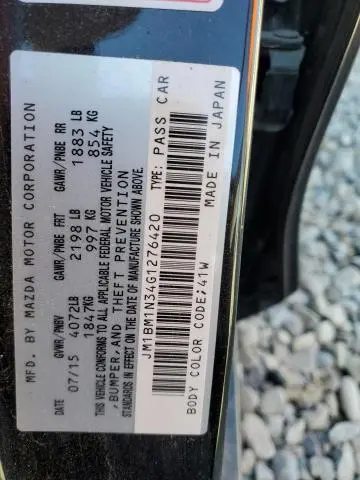 MFD. BY MAZDA MOTOR CORPORATION
DATE GVWR/PNBV GAWR/PNBE FRT GAWR/PNBE RR
07/15 4072LB 2198 LB 1883 LB
1847KG 997 KG 854 KG
THIS VEHICLE CONFORMS TO ALL APPLICABLE FEDERAL MOTOR VEHICLE SAFETY
,BUMPER,AND THEFT PREVENTION
STANDARDS IN EFFECT ON THE DATE OF MANUFACTURE SHOWN ABOVE.
JM1BM1N34G1276420 TYPE: PASS CAR
BODY COLOR CODE;41W MADE IN JAPAN